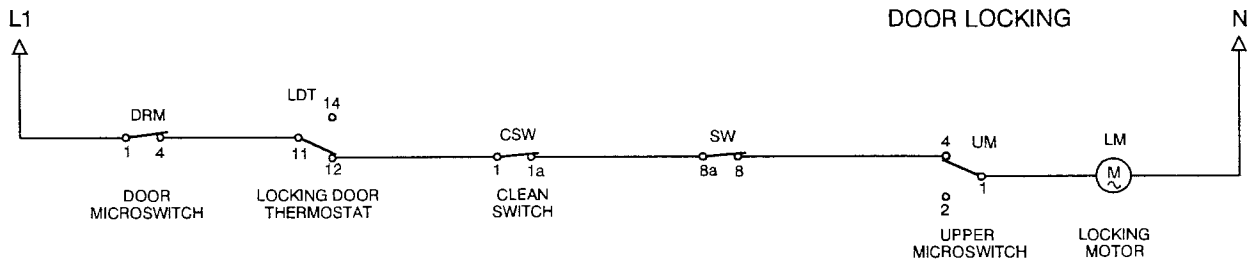 L1
DOOR LOCKING
N
DRM
LDT
14
CSW
SW
4
UM
LM
M
1
4
11
12
1
1a
8a
8
2
1
DOOR
MICROSWITCH
LOCKING DOOR
THERMOSTAT
CLEAN
SWITCH
UPPER
MICROSWITCH
LOCKING
MOTOR